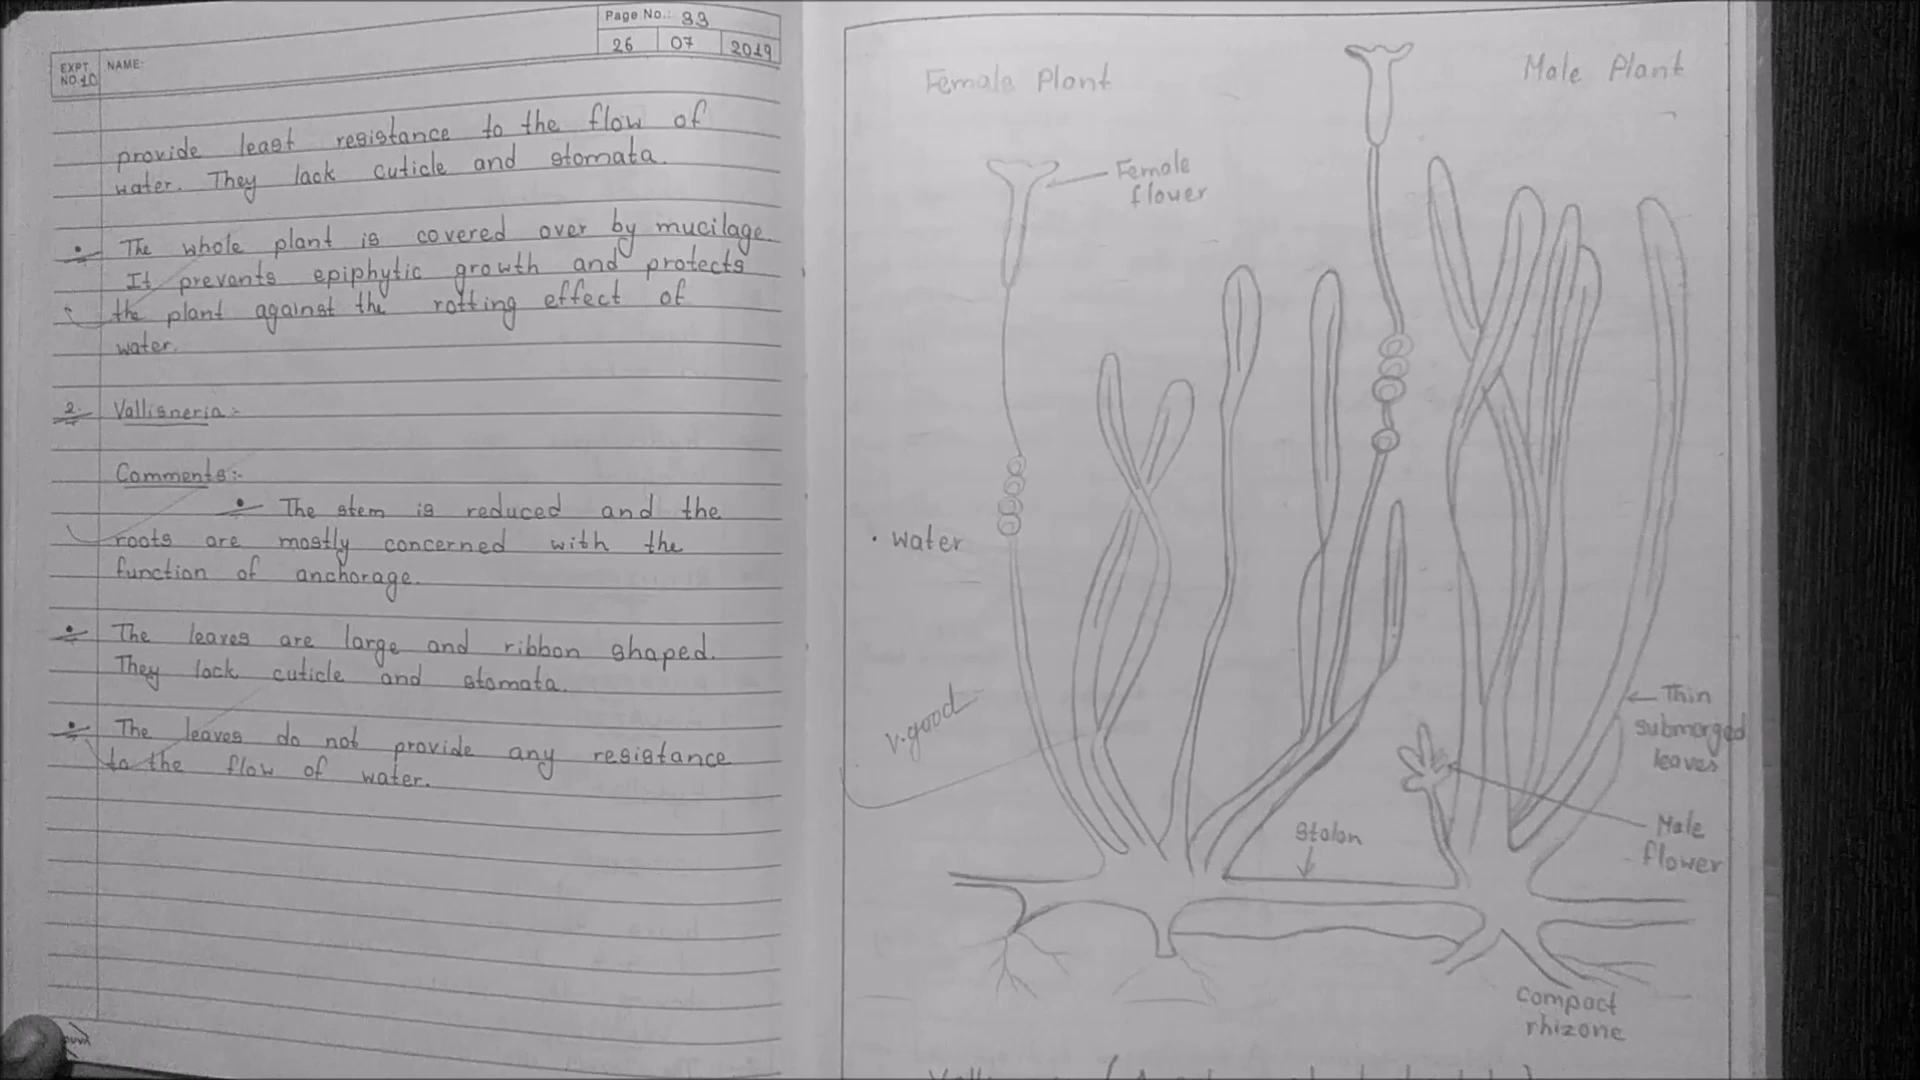 Page No.: 33
26 07 2019
EXPT. NO. 10 NAME:
provide least resistance to the flow of
water. They lack cuticle and stomata.
The whole plant is covered over by mucilage.
It prevents epiphytic growth and protects
the plant against the rotting effect of
water.
2. Vallisneria :-
Comments:-
The stem is reduced and the
roots are mostly concerned with the
function of anchorage.
The leaves are large and ribbon shaped.
They lack cuticle and stomata.
The leaves do not provide any resistance
to the flow of water.
Female Plant
Male Plant
Female
flower
water
v.good
Thin
submerged
leaves
Male
flower
Stolon
Compact
rhizone